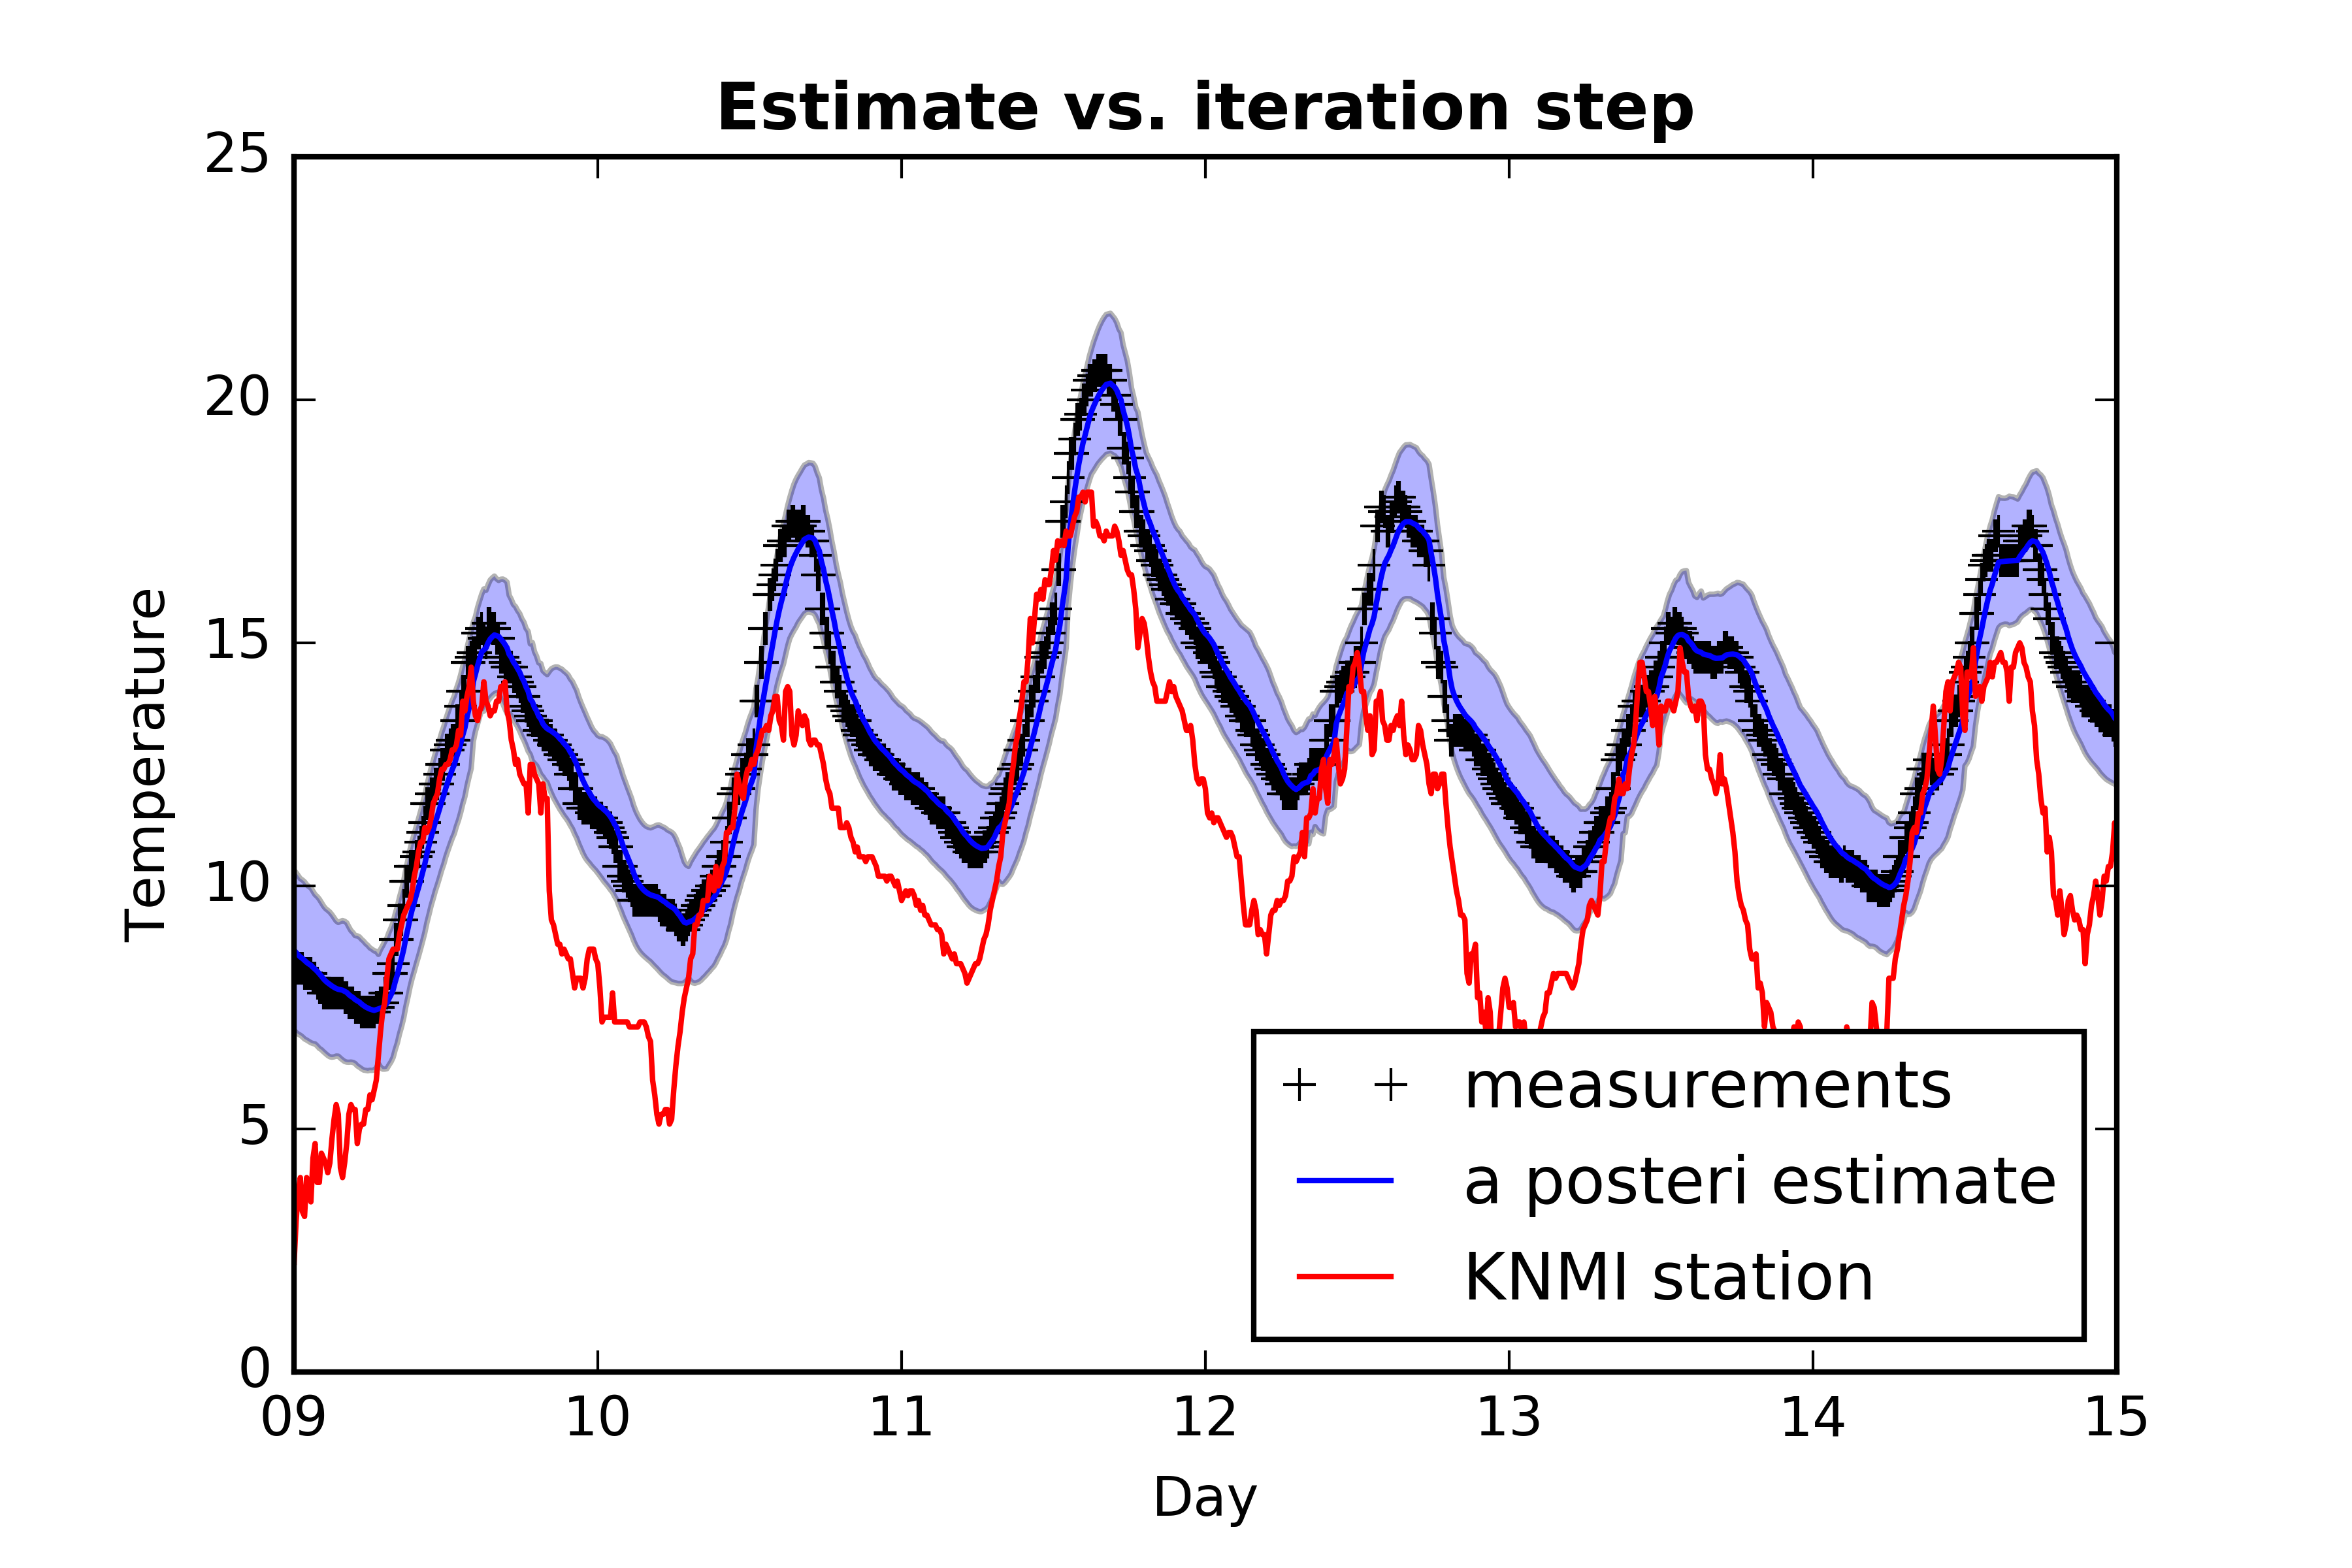 Estimate vs. iteration step
25
20
15
10
5
0
Temperature
09 10 11 12 13 14 15
Day
measurements
a posteri estimate
KNMI station